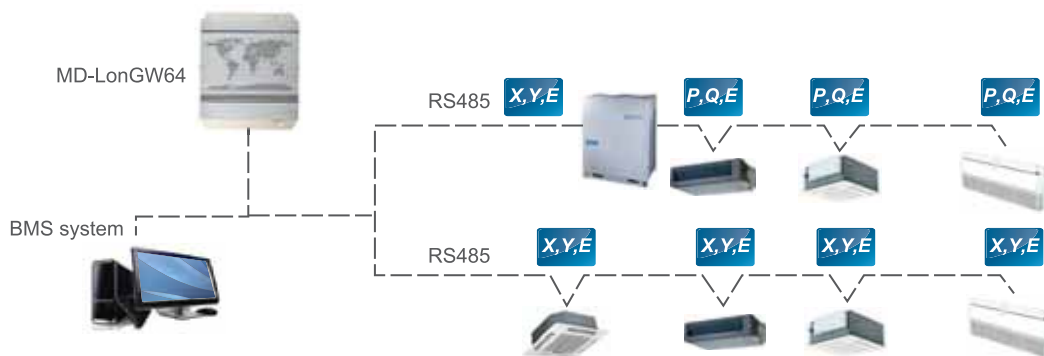 MD-LonGW64
RS485
X,Y,E
P,Q,E
P,Q,E
P,Q,E
BMS system
RS485
X,Y,E
X,Y,E
X,Y,E
X,Y,E